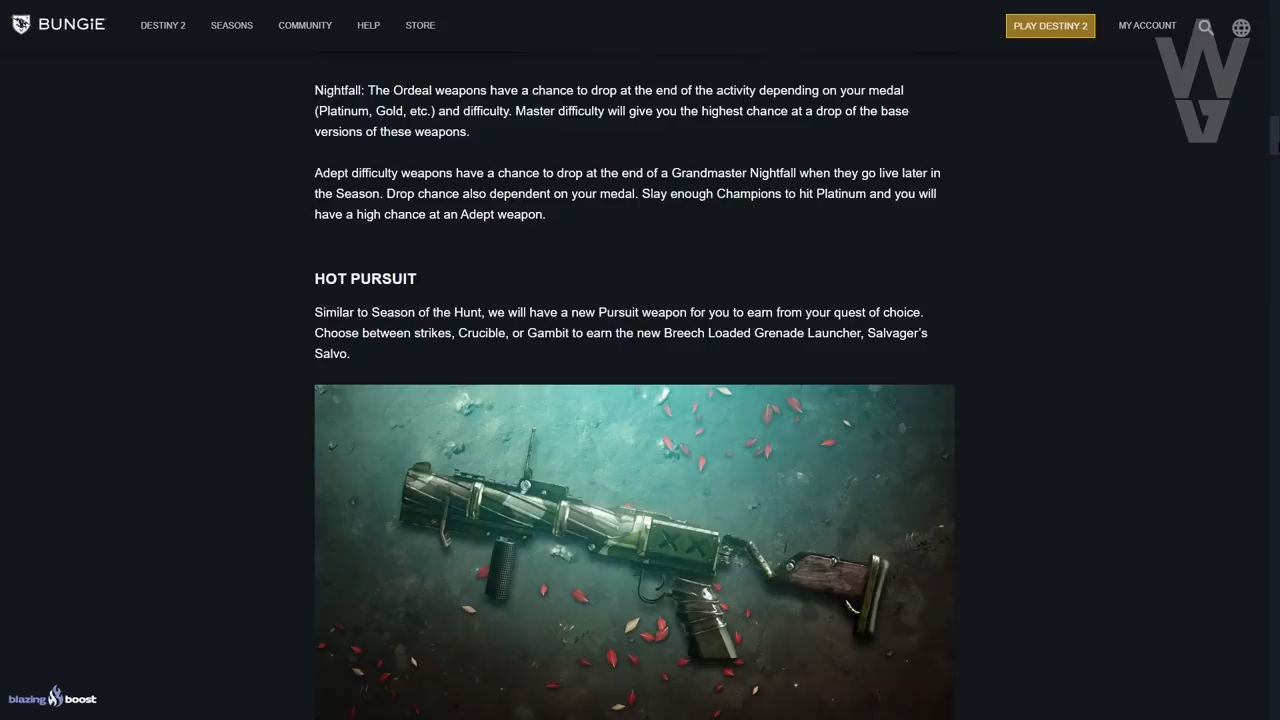 BUNGiE
DESTINY 2 SEASONS COMMUNITY HELP STORE
PLAY DESTINY 2 MY ACCOUNT
WG
Nightfall: The Ordeal weapons have a chance to drop at the end of the activity depending on your medal
(Platinum, Gold, etc.) and difficulty. Master difficulty will give you the highest chance at a drop of the base
versions of these weapons.
Adept difficulty weapons have a chance to drop at the end of a Grandmaster Nightfall when they go live later in
the Season. Drop chance also dependent on your medal. Slay enough Champions to hit Platinum and you will
have a high chance at an Adept weapon.
HOT PURSUIT
Similar to Season of the Hunt, we will have a new Pursuit weapon for you to earn from your quest of choice.
Choose between strikes, Crucible, or Gambit to earn the new Breech Loaded Grenade Launcher, Salvager’s
Salvo.
XX
blazing boost